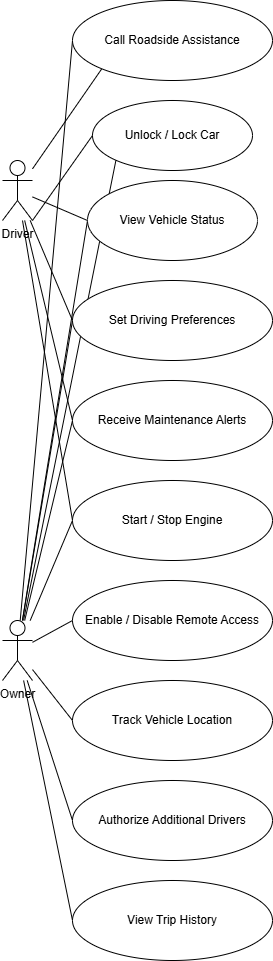 Call Roadside Assistance
Unlock / Lock Car
View Vehicle Status
Driver
Set Driving Preferences
Receive Maintenance Alerts
Start / Stop Engine
Enable / Disable Remote Access
Owner
Track Vehicle Location
Authorize Additional Drivers
View Trip History